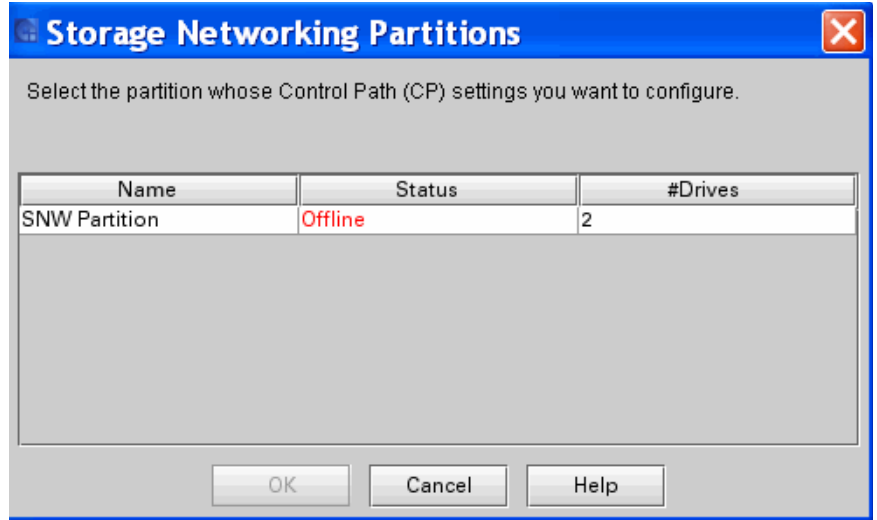 Storage Networking Partitions
Select the partition whose Control Path (CP) settings you want to configure.
Name Status #Drives
SNW Partition Offline 2
OK Cancel Help